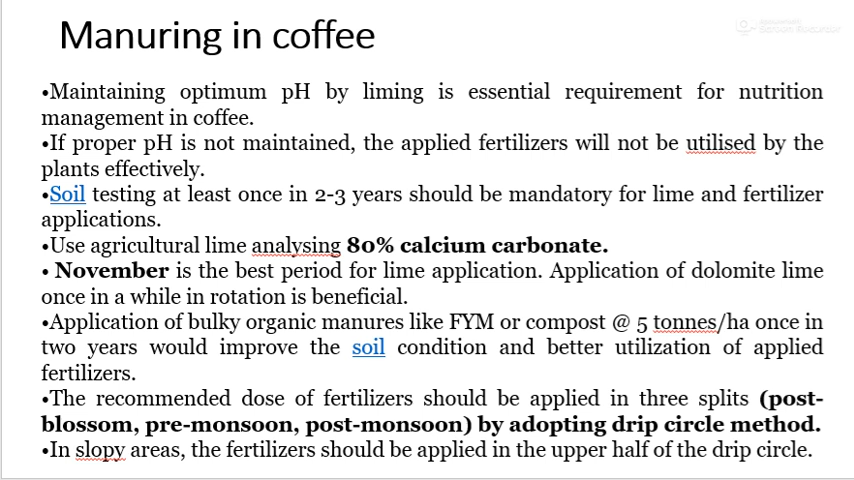 Manuring in coffee
Screen Recorder
•Maintaining optimum pH by liming is essential requirement for nutrition
management in coffee.
•If proper pH is not maintained, the applied fertilizers will not be utilised by the
plants effectively.
•Soil testing at least once in 2-3 years should be mandatory for lime and fertilizer
applications.
•Use agricultural lime analysing 80% calcium carbonate.
• November is the best period for lime application. Application of dolomite lime
once in a while in rotation is beneficial.
•Application of bulky organic manures like FYM or compost @ 5 tonnes/ha once in
two years would improve the soil condition and better utilization of applied
fertilizers.
•The recommended dose of fertilizers should be applied in three splits (post-
blossom, pre-monsoon, post-monsoon) by adopting drip circle method.
•In slopy areas, the fertilizers should be applied in the upper half of the drip circle.